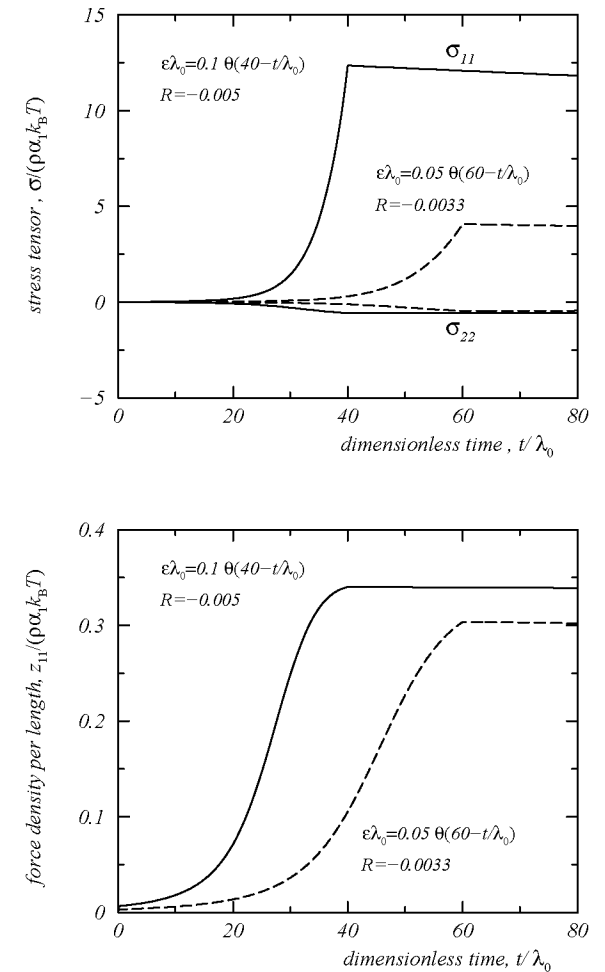 stress tensor , σ/(ρα₁k_BT)
15
10
5
0
−5
ελ₀=0.1 θ(40−t/λ₀)
R=−0.005
σ₁₁
ελ₀=0.05 θ(60−t/λ₀)
R=−0.0033
σ₂₂
0 20 40 60 80
dimensionless time , t/ λ₀
force density per length, z₁₁/(ρα₁k_BT)
0.4
0.3
0.2
0.1
0
ελ₀=0.1 θ(40−t/λ₀)
R=−0.005
ελ₀=0.05 θ(60−t/λ₀)
R=−0.0033
0 20 40 60 80
dimensionless time, t/ λ₀